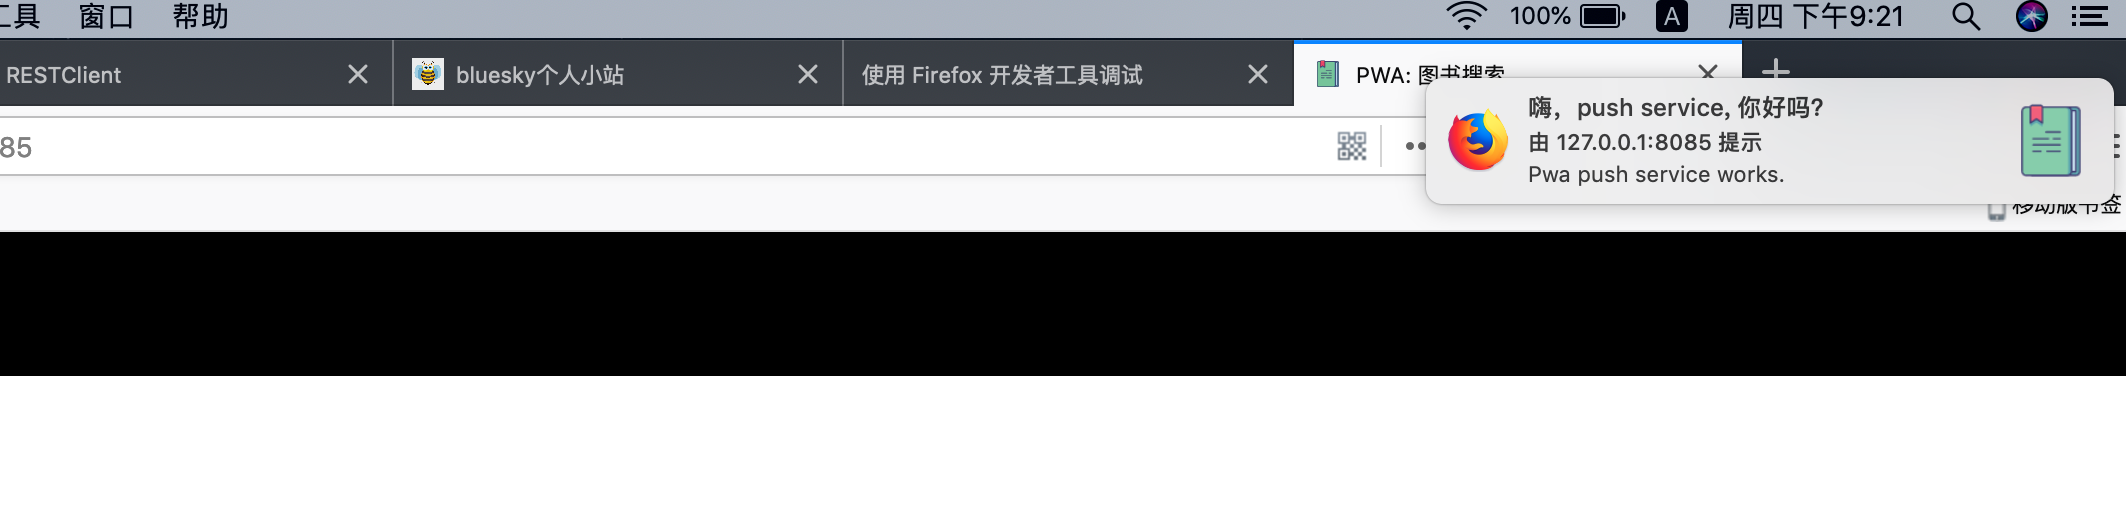 工具 窗口 帮助 100% A 周四 下午9:21
RESTClient bluesky个人小站 使用 Firefox 开发者工具调试 PWA: 图书搜索
85
嗨，push service, 你好吗?
由 127.0.0.1:8085 提示
Pwa push service works.
移动版书签